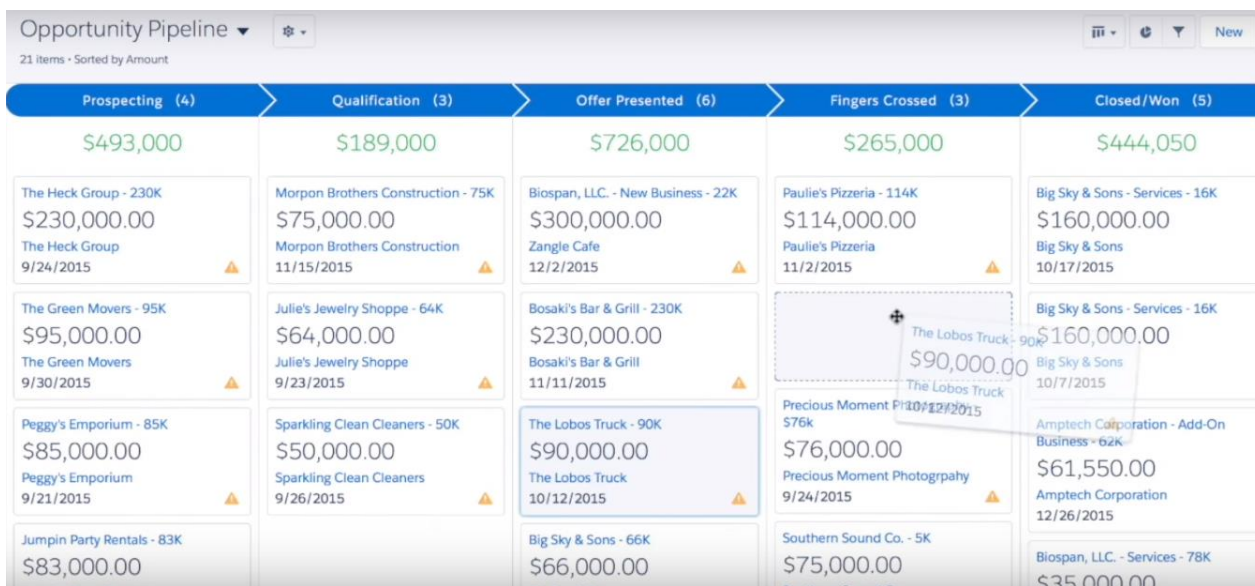 Opportunity Pipeline
New
21 items • Sorted by Amount
Prospecting (4)
Qualification (3)
Offer Presented (6)
Fingers Crossed (3)
Closed/Won (5)
$493,000
$189,000
$726,000
$265,000
$444,050
The Heck Group - 230K
$230,000.00
The Heck Group
9/24/2015
The Green Movers - 95K
$95,000.00
The Green Movers
9/30/2015
Peggy's Emporium - 85K
$85,000.00
Peggy's Emporium
9/21/2015
Jumpin Party Rentals - 83K
$83,000.00
Morpon Brothers Construction - 75K
$75,000.00
Morpon Brothers Construction
11/15/2015
Julie's Jewelry Shoppe - 64K
$64,000.00
Julie's Jewelry Shoppe
9/23/2015
Sparkling Clean Cleaners - 50K
$50,000.00
Sparkling Clean Cleaners
9/26/2015
Biospan, LLC. - New Business - 22K
$300,000.00
Zangle Cafe
12/2/2015
Bosaki's Bar & Grill - 230K
$230,000.00
Bosaki's Bar & Grill
11/11/2015
The Lobos Truck - 90K
$90,000.00
The Lobos Truck
10/12/2015
Big Sky & Sons - 66K
$66,000.00
Paulie's Pizzeria - 114K
$114,000.00
Paulie's Pizzeria
11/2/2015
The Lobos Truck - 90K
$90,000.00
The Lobos Truck
10/12/2015
Precious Moment
$76k
$76,000.00
Precious Moment Photogrpahy
9/24/2015
Southern Sound Co. - 5K
$75,000.00
Big Sky & Sons - Services - 16K
$160,000.00
Big Sky & Sons
10/17/2015
Big Sky & Sons - Services - 16K
$160,000.00
Big Sky & Sons
10/7/2015
Amptech Corporation - Add-On
Business - 62K
$61,550.00
Amptech Corporation
12/26/2015
Biospan, LLC. - Services - 78K
$35,000.00